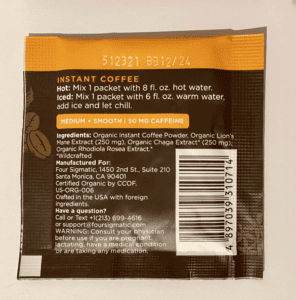 512321 BB12/24
INSTANT COFFEE
Hot: Mix 1 packet with 8 fl. oz. hot water.
Iced: Mix 1 packet with 6 fl. oz. warm water,
add ice and let chill.
MEDIUM + SMOOTH | 50 MG CAFFEINE
Ingredients: Organic Instant Coffee Powder, Organic Lion's
Mane Extract (250 mg), Organic Chaga Extract* (250 mg),
Organic Rhodiola Rosea Extract.*
*Wildcrafted
Manufactured For:
Four Sigmatic, 1450 2nd St., Suite 210
Santa Monica, CA 90401
Certified Organic by CCOF.
US-ORG-006
Crafted in the USA with foreign
ingredients.
Have a question?
Call or Text +1(213) 699-4616
or support@foursigmatic.com
WARNING: Consult your physician
before use if you are pregnant,
lactating, have a medical condition
or are taking any medication.
4 897039 310714